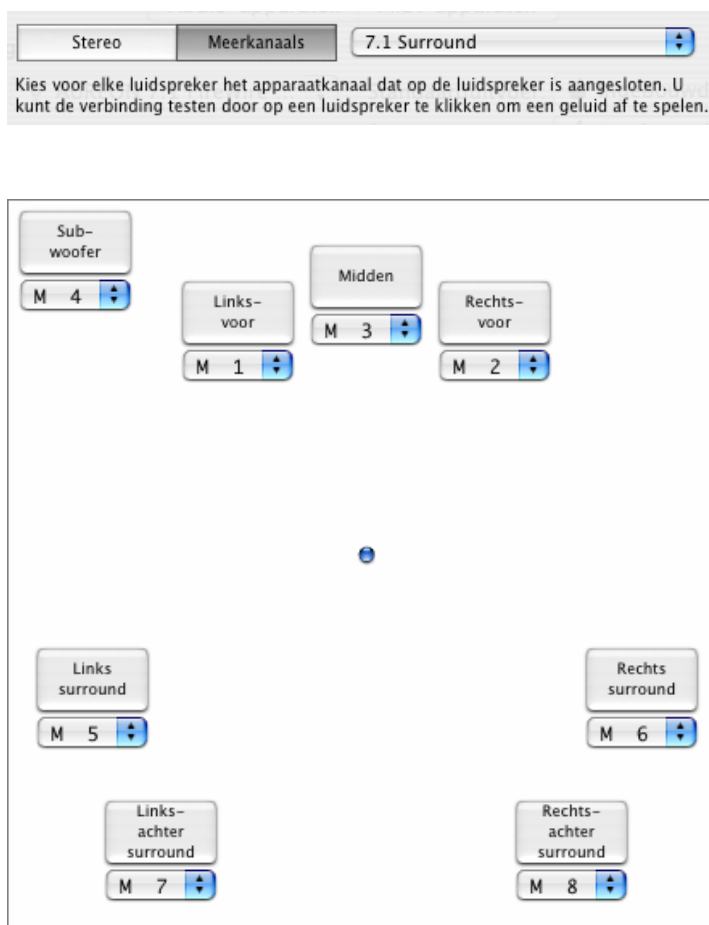 Stereo
Meerkanaals
7.1 Surround
Kies voor elke luidspreker het apparaatkanaal dat op de luidspreker is aangesloten. U
kunt de verbinding testen door op een luidspreker te klikken om een geluid af te spelen.
Sub-
woofer
M 4
Links-
voor
M 1
Midden
M 3
Rechts-
voor
M 2
Links
surround
M 5
Rechts
surround
M 6
Links-
achter
surround
M 7
Rechts-
achter
surround
M 8